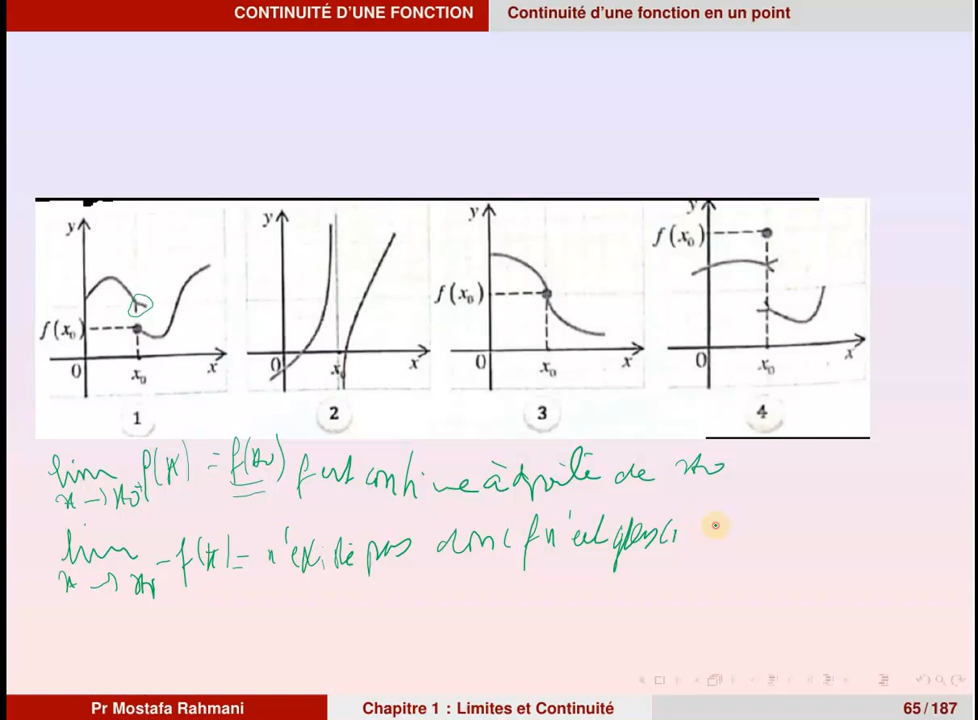 CONTINUITÉ D'UNE FONCTION Continuité d'une fonction en un point
y f(x₀) 0 x₀ x 1
y 0 x₀ x 2
y f(x₀) 0 x₀ x 3
y f(x₀) 0 x₀ x 4
lim x→x₀⁺ f(x) = f(x₀) f est continue à droite de x₀
lim x→x₀⁻ f(x) = n'existe pas donc f n'est pas
Pr Mostafa Rahmani Chapitre 1 : Limites et Continuité 65 / 187